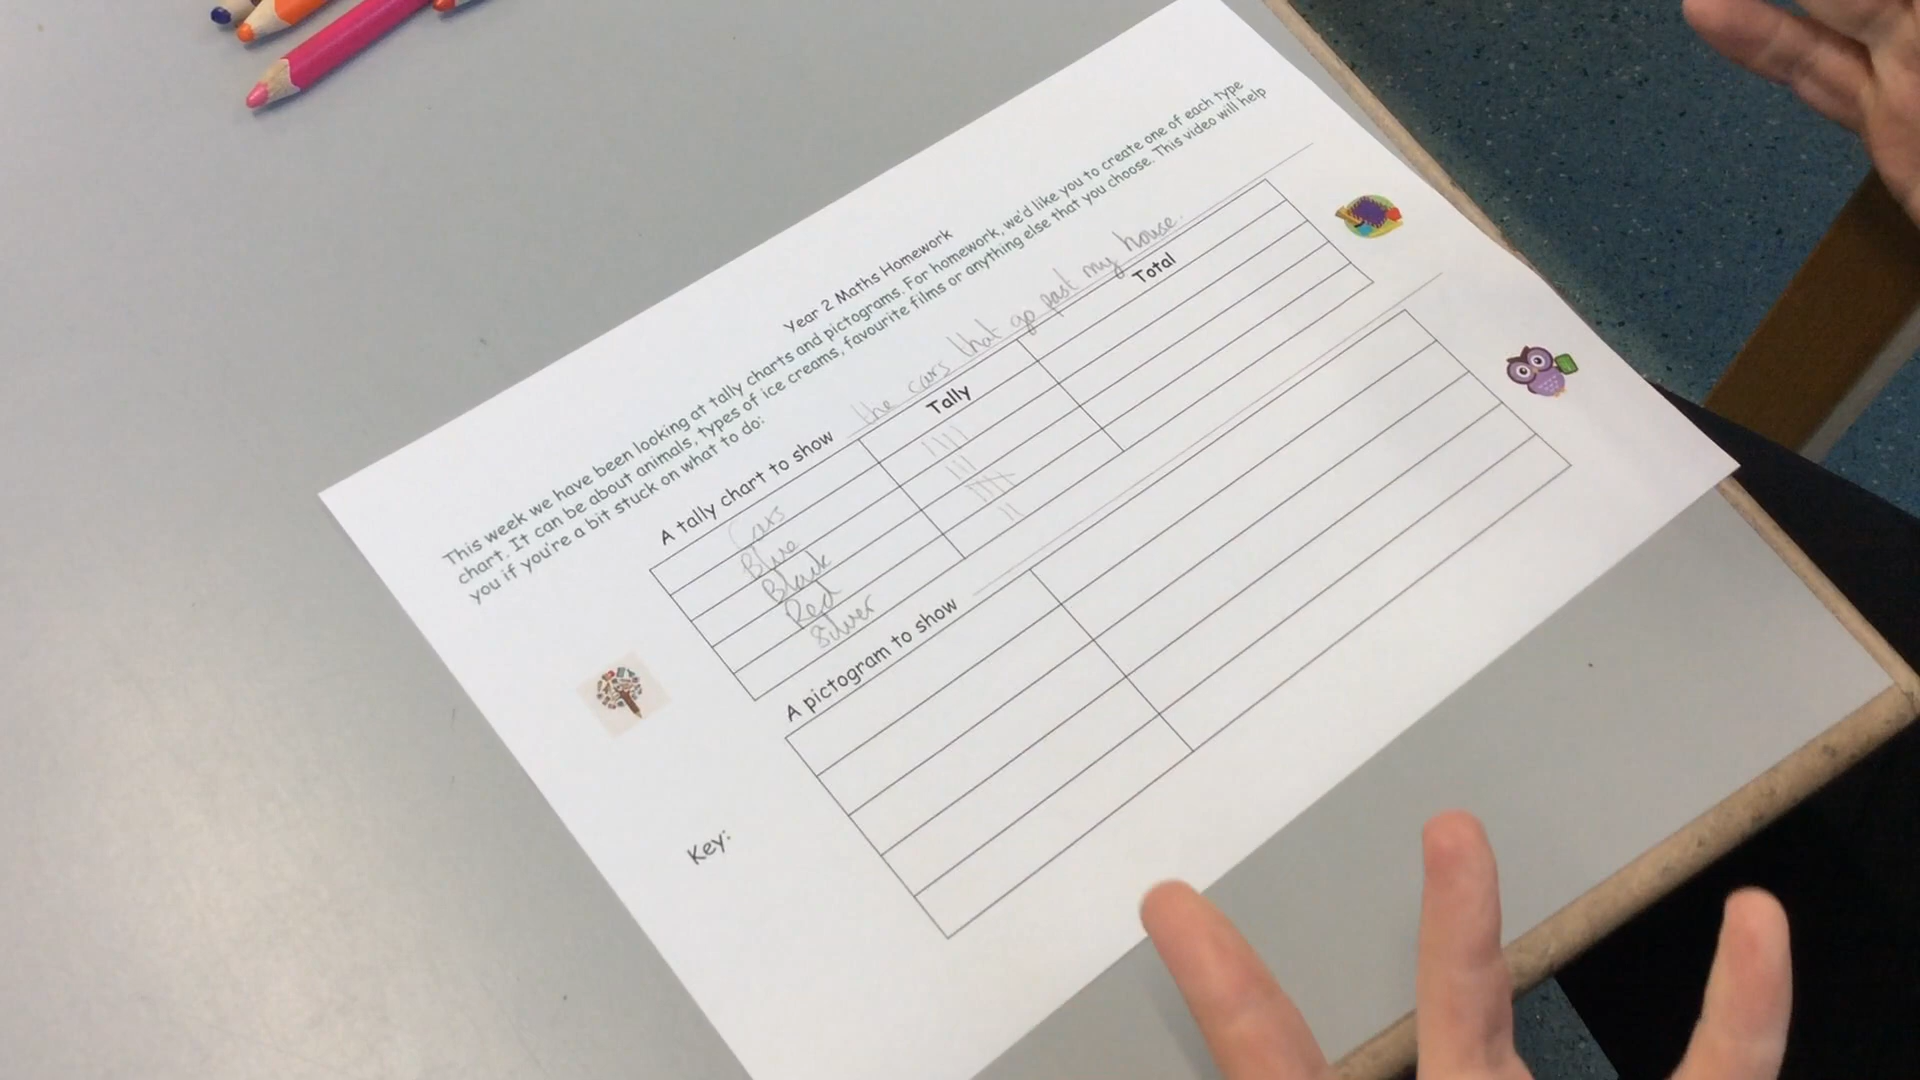 Year 2 Maths Homework
This week we have been looking at tally charts and pictograms. For homework, we'd like you to create one of each type
chart. It can be about animals, types of ice creams, favourite films or anything else that you choose. This video will help
you if you're a bit stuck on what to do:
A tally chart to show the cars that go past my house.
Cars Tally Total
Blue ||||
Black |||
Red 卌
Silver ||
A pictogram to show
Key: